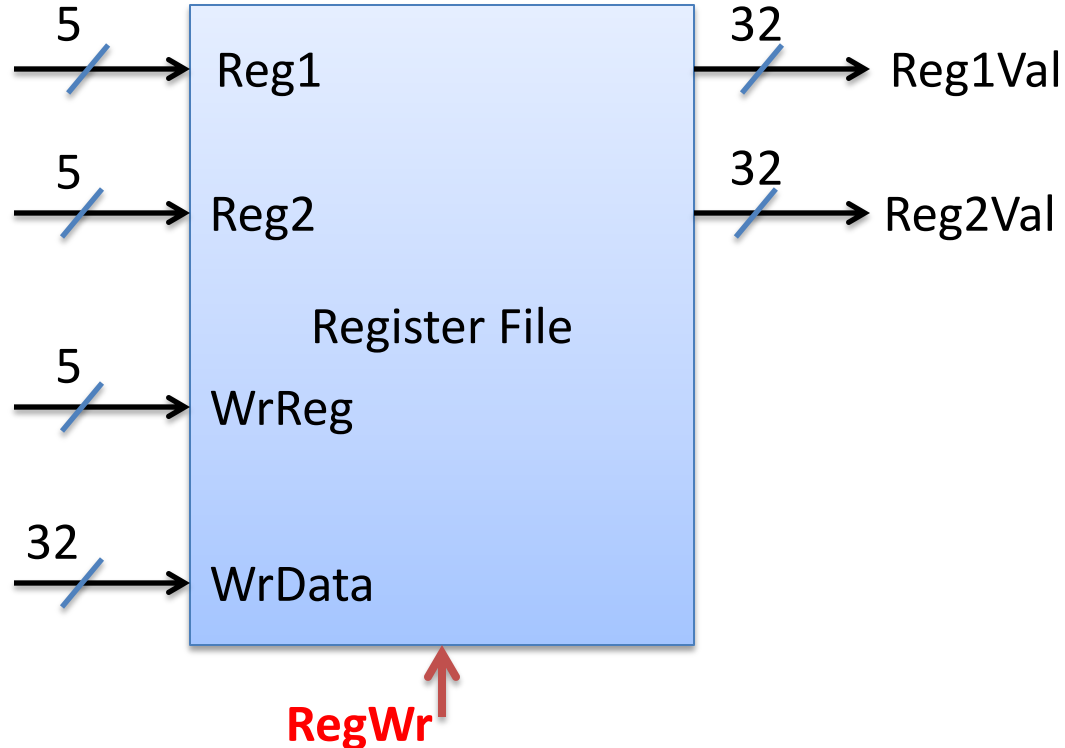 5
32
Reg1
Reg1Val
5
32
Reg2
Reg2Val
Register File
5
WrReg
32
WrData
RegWr